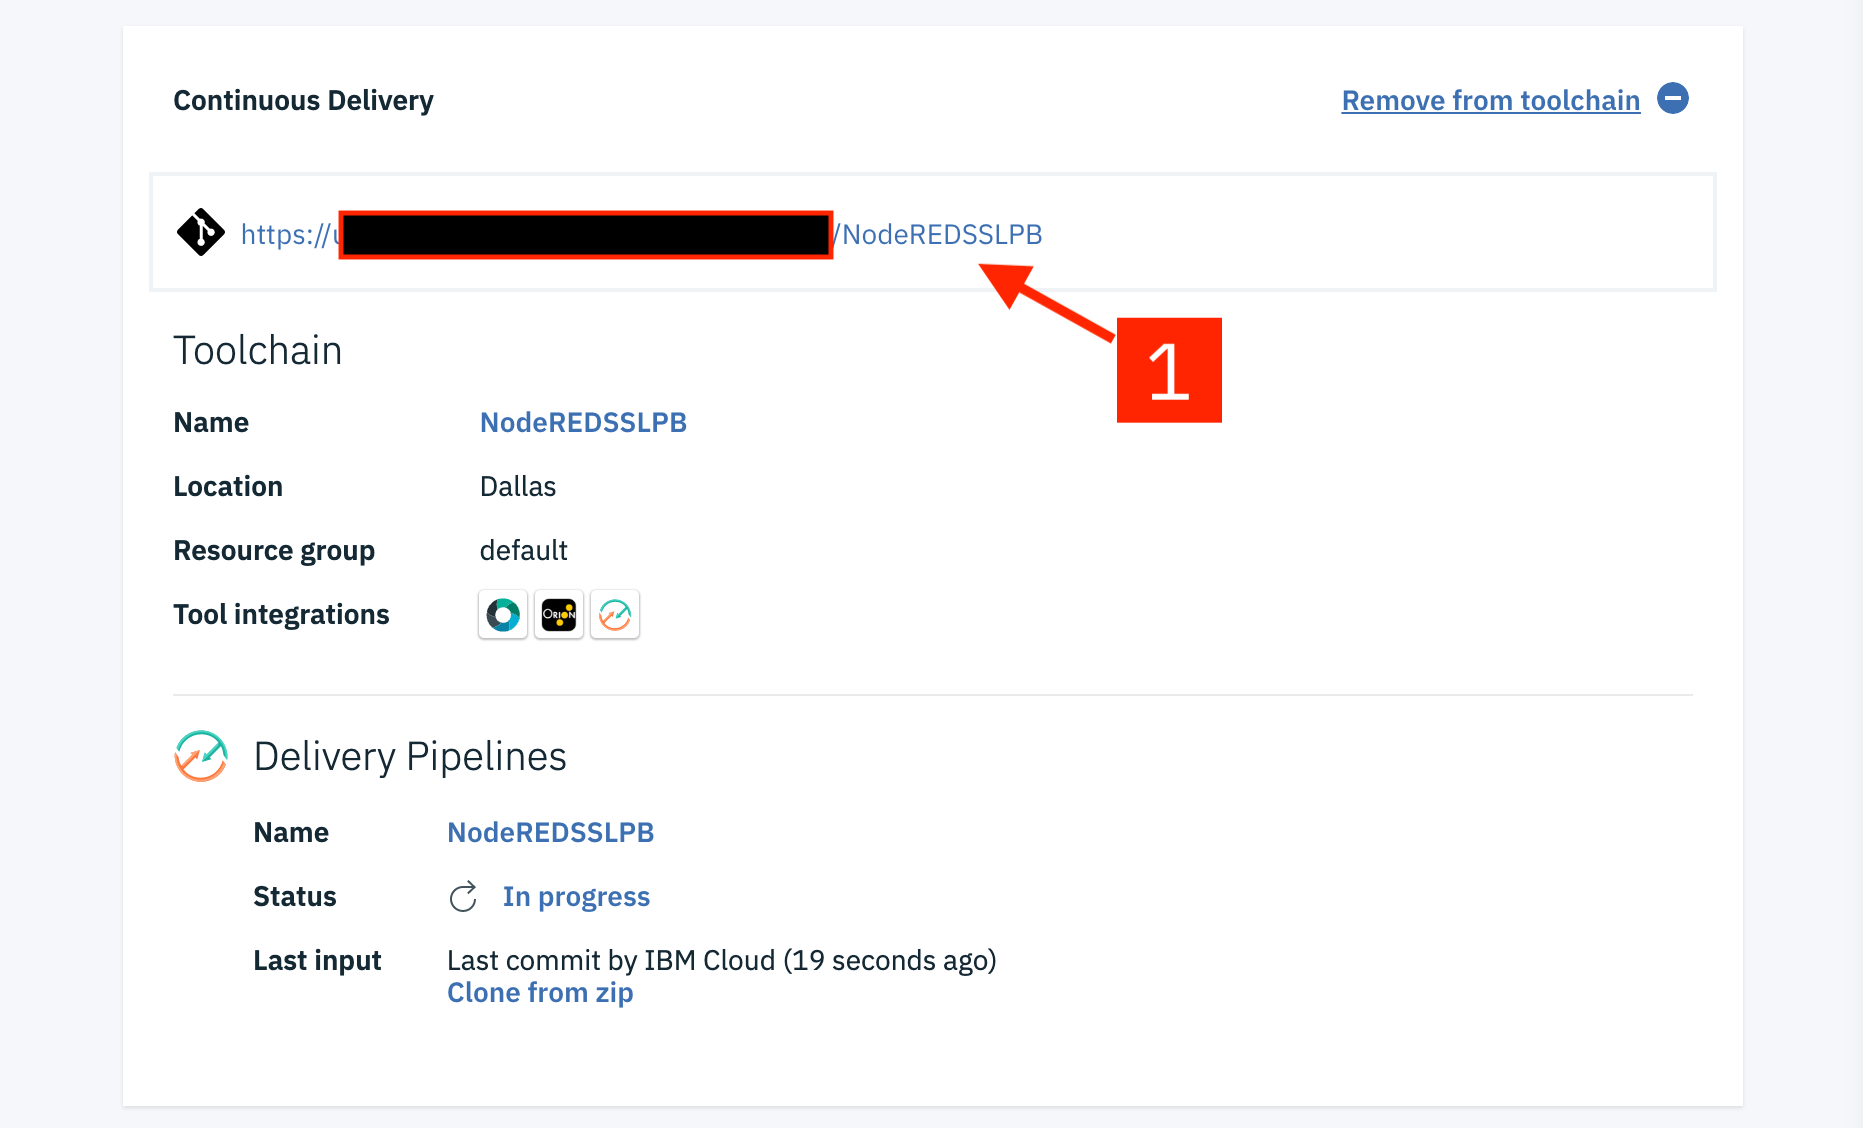 Continuous Delivery
Remove from toolchain
https://u /NodeREDSSLPB
1
Toolchain
Name NodeREDSSLPB
Location Dallas
Resource group default
Tool integrations
ORION
Delivery Pipelines
Name NodeREDSSLPB
Status In progress
Last input Last commit by IBM Cloud (19 seconds ago)
Clone from zip